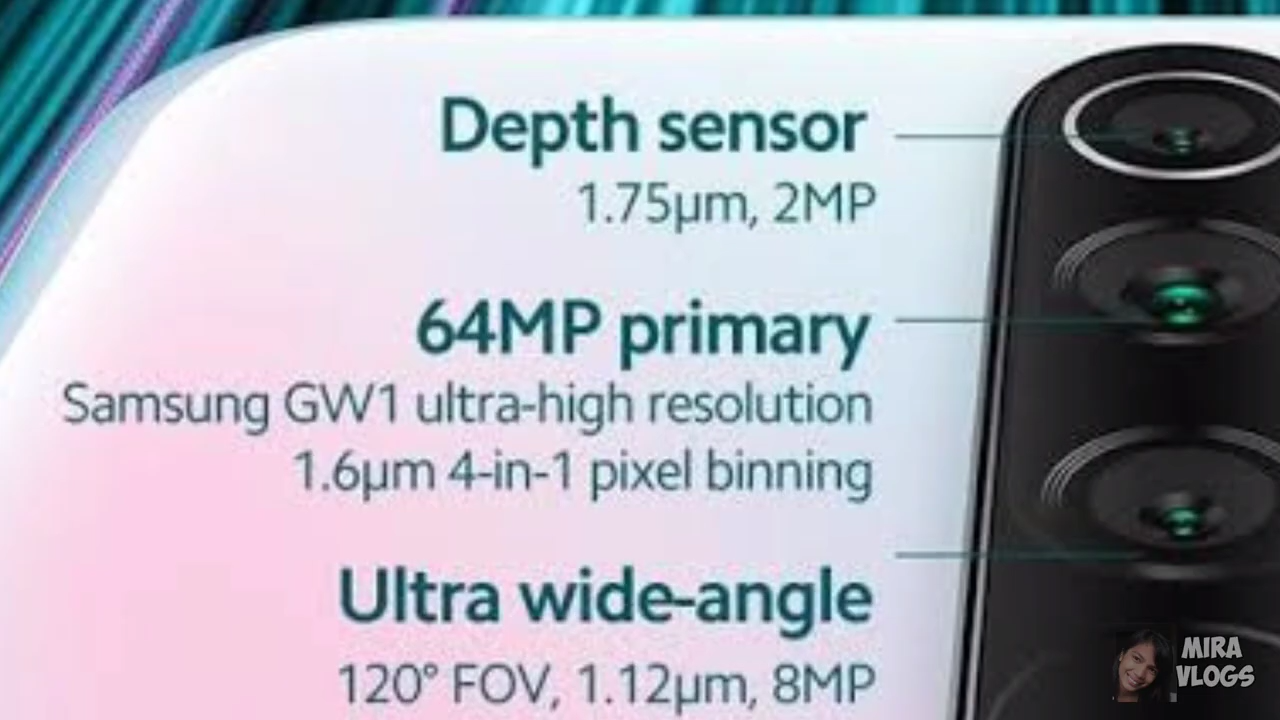 Depth sensor
1.75µm, 2MP
64MP primary
Samsung GW1 ultra-high resolution
1.6µm 4-in-1 pixel binning
Ultra wide-angle
120° FOV, 1.12µm, 8MP
MIRA
VLOGS